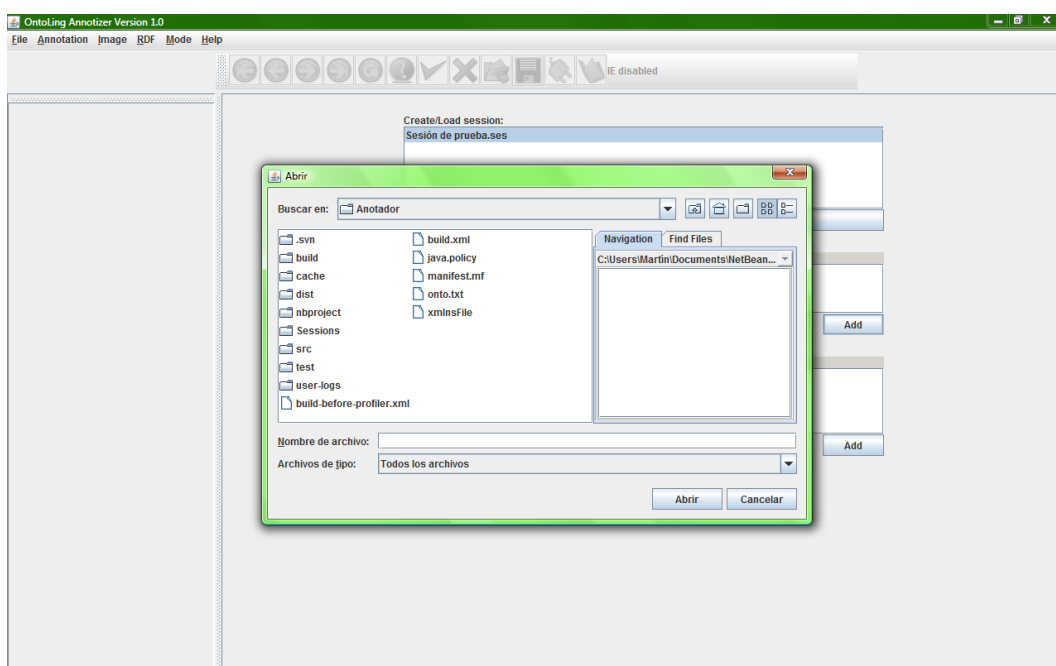 OntoLing Annotizer Version 1.0
File Annotation Image RDF Mode Help
IE disabled
Create/Load session:
Sesión de prueba.ses
Abrir
Buscar en: Anotador
.svn
build
cache
dist
nbproject
Sessions
src
test
user-logs
build-before-profiler.xml
build.xml
java.policy
manifest.mf
onto.txt
xmlnsFile
Navigation Find Files
C:\Users\Martin\Documents\NetBean...
Add
Add
Nombre de archivo:
Archivos de tipo: Todos los archivos
Abrir Cancelar